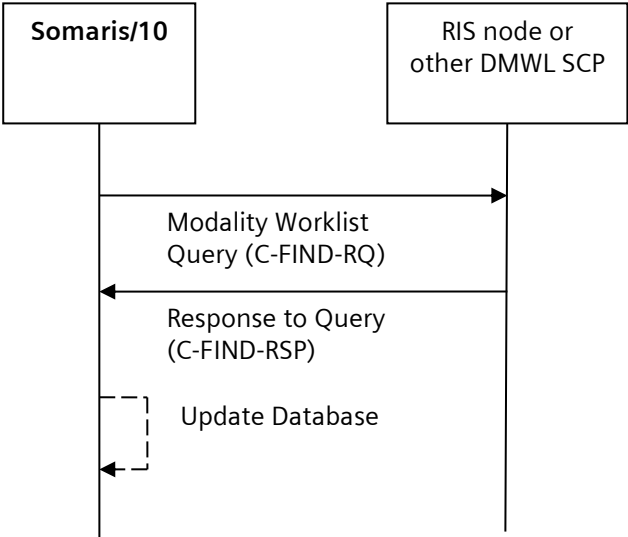 Somaris/10
RIS node or
other DMWL SCP
Modality Worklist
Query (C-FIND-RQ)
Response to Query
(C-FIND-RSP)
Update Database